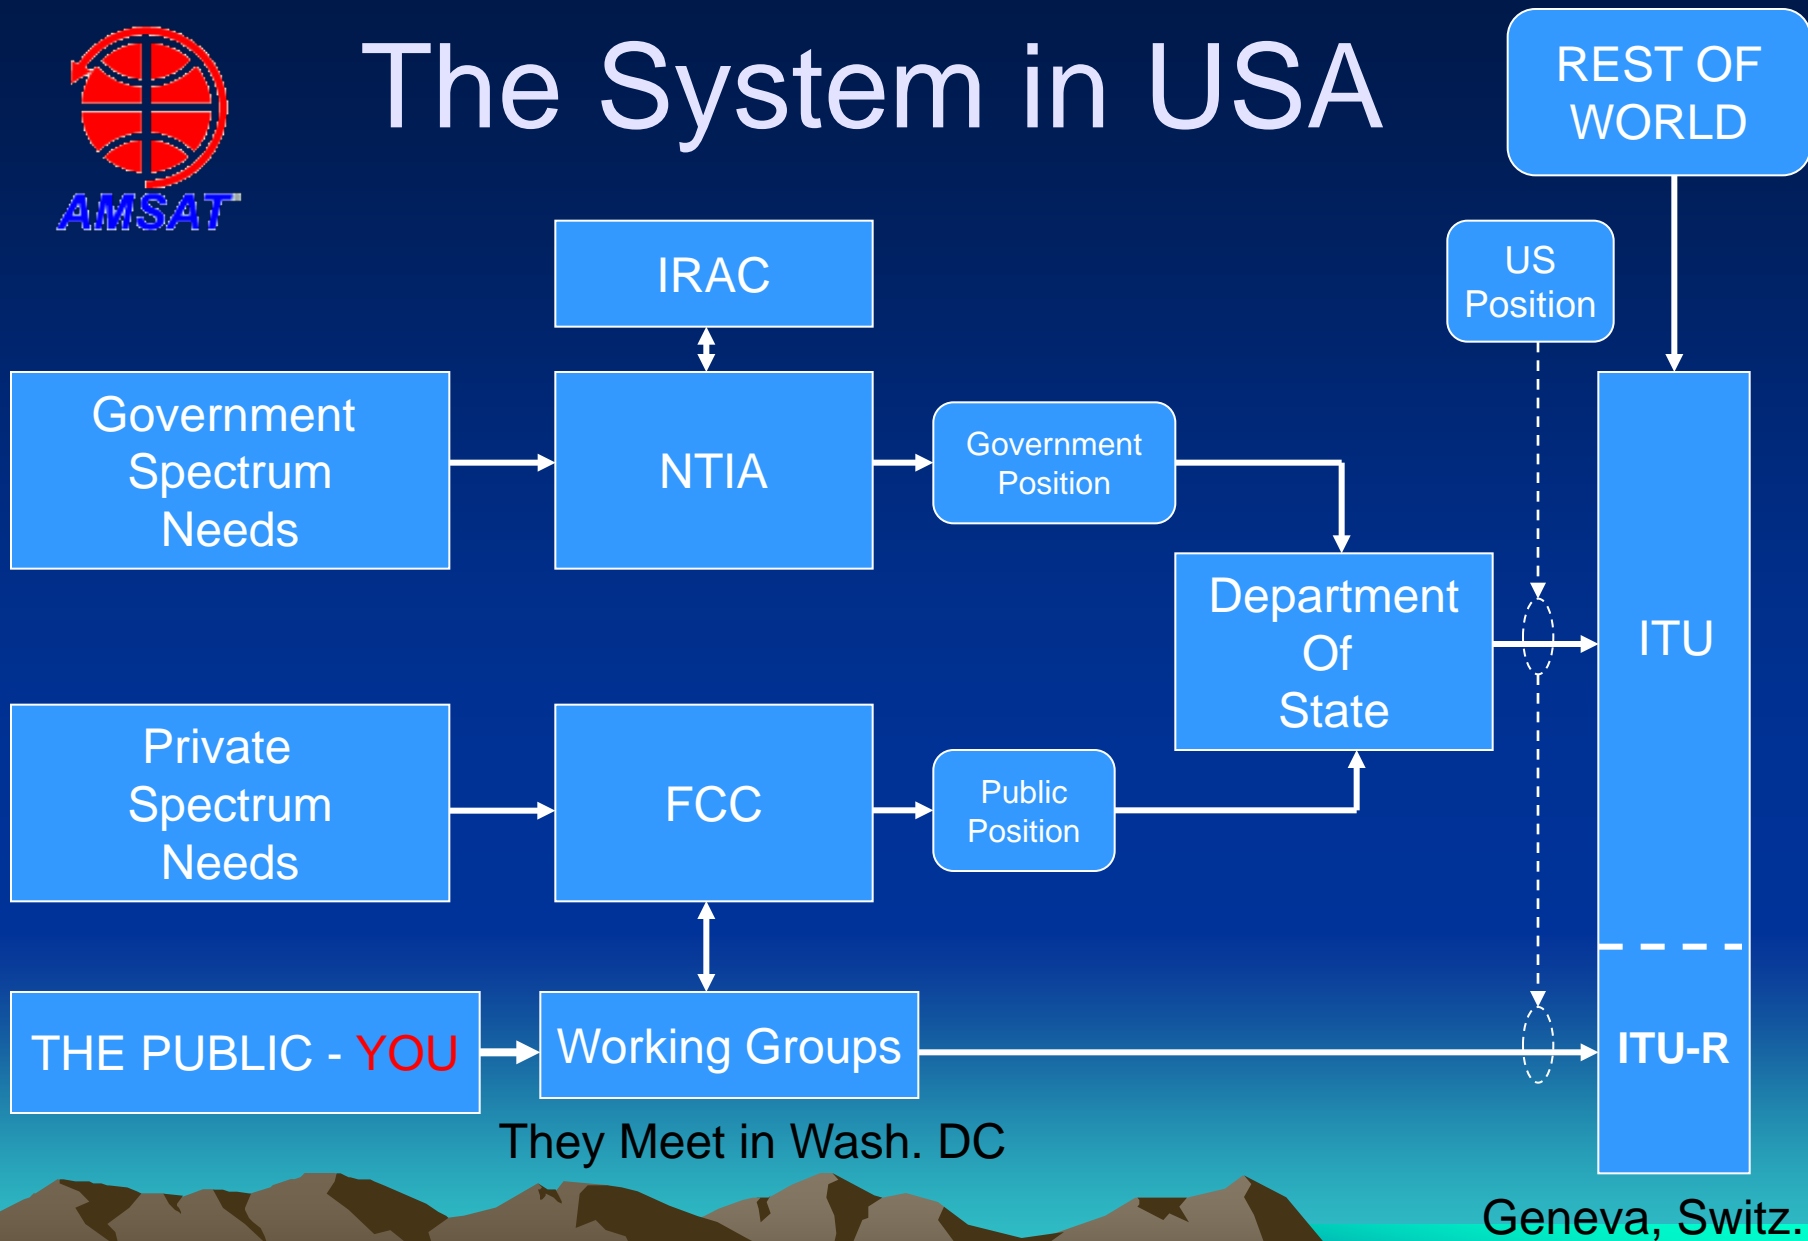 The System in USA
AMSAT
REST OF
WORLD
US
Position
IRAC
Government
Spectrum
Needs
NTIA
Government
Position
Department
Of
State
ITU
Private
Spectrum
Needs
FCC
Public
Position
THE PUBLIC - YOU
Working Groups
ITU-R
They Meet in Wash. DC
Geneva, Switz.